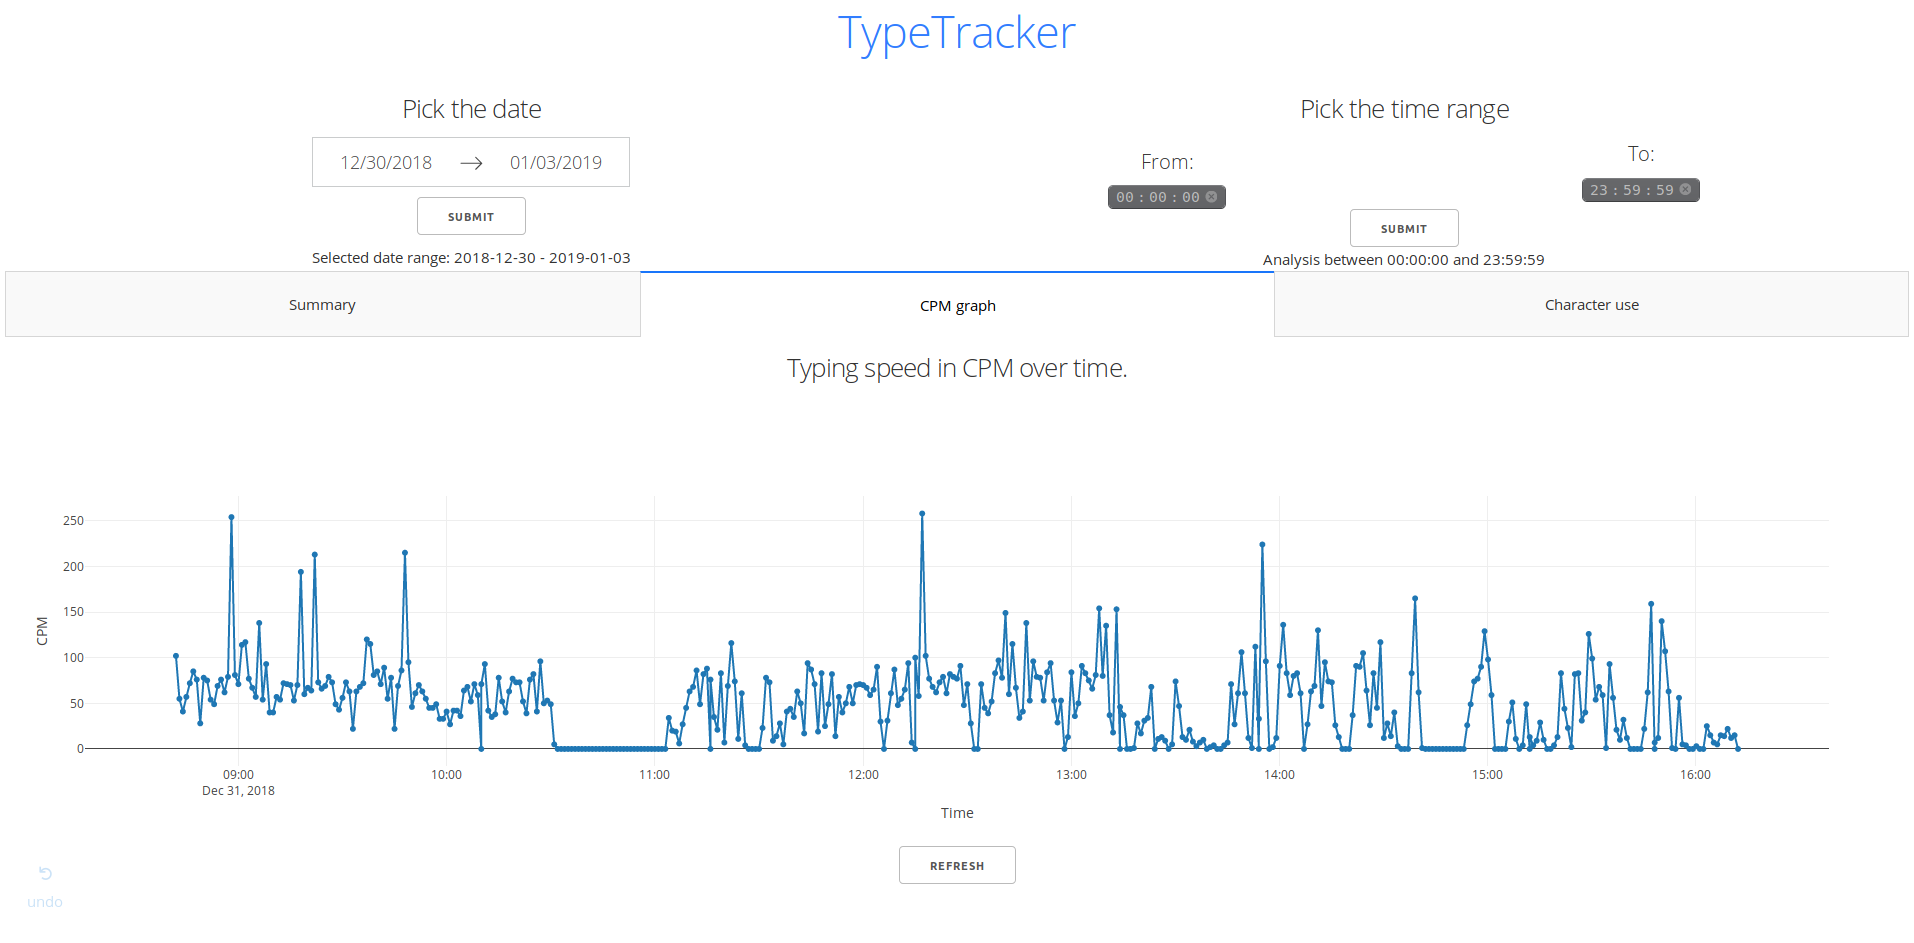 TypeTracker
Pick the date
12/30/2018 → 01/03/2019
SUBMIT
Selected date range: 2018-12-30 - 2019-01-03
Pick the time range
From:
00 : 00 : 00
To:
23 : 59 : 59
SUBMIT
Analysis between 00:00:00 and 23:59:59
Summary
CPM graph
Character use
Typing speed in CPM over time.
CPM
250
200
150
100
50
0
09:00 10:00 11:00 12:00 13:00 14:00 15:00 16:00
Dec 31, 2018
Time
REFRESH
undo